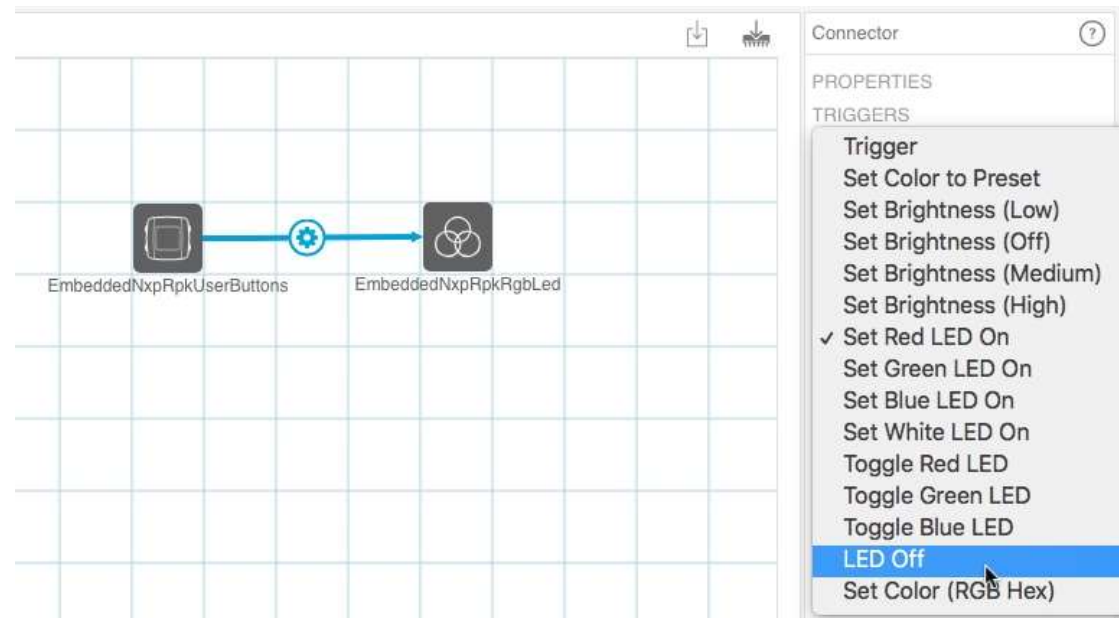 Connector ?
PROPERTIES
TRIGGERS
EmbeddedNxpRpkUserButtons
EmbeddedNxpRpkRgbLed
Trigger
Set Color to Preset
Set Brightness (Low)
Set Brightness (Off)
Set Brightness (Medium)
Set Brightness (High)
✓ Set Red LED On
Set Green LED On
Set Blue LED On
Set White LED On
Toggle Red LED
Toggle Green LED
Toggle Blue LED
LED Off
Set Color (RGB Hex)